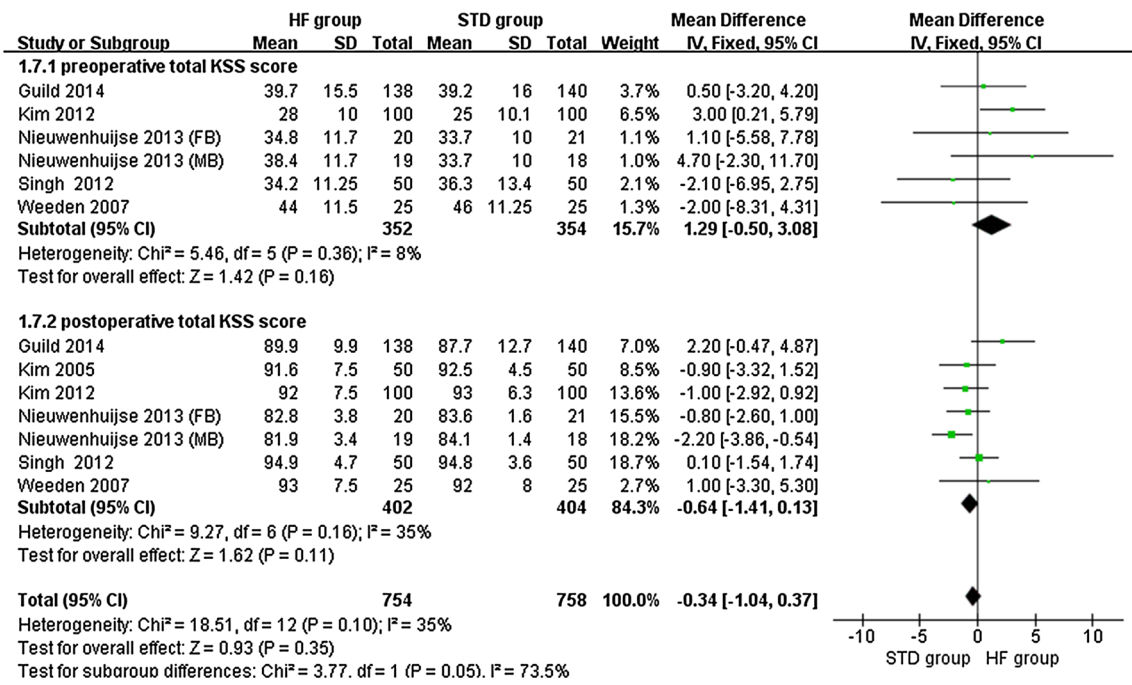 HF group STD group Mean Difference Mean Difference
Study or Subgroup Mean SD Total Mean SD Total Weight IV, Fixed, 95% CI IV, Fixed, 95% CI
1.7.1 preoperative total KSS score
Guild 2014 39.7 15.5 138 39.2 16 140 3.7% 0.50 [-3.20, 4.20]
Kim 2012 28 10 100 25 10.1 100 6.5% 3.00 [0.21, 5.79]
Nieuwenhuijse 2013 (FB) 34.8 11.7 20 33.7 10 21 1.1% 1.10 [-5.58, 7.78]
Nieuwenhuijse 2013 (MB) 38.4 11.7 19 33.7 10 18 1.0% 4.70 [-2.30, 11.70]
Singh 2012 34.2 11.25 50 36.3 13.4 50 2.1% -2.10 [-6.95, 2.75]
Weeden 2007 44 11.5 25 46 11.25 25 1.3% -2.00 [-8.31, 4.31]
Subtotal (95% CI) 352 354 15.7% 1.29 [-0.50, 3.08]
Heterogeneity: Chi² = 5.46, df = 5 (P = 0.36); I² = 8%
Test for overall effect: Z = 1.42 (P = 0.16)
1.7.2 postoperative total KSS score
Guild 2014 89.9 9.9 138 87.7 12.7 140 7.0% 2.20 [-0.47, 4.87]
Kim 2005 91.6 7.5 50 92.5 4.5 50 8.5% -0.90 [-3.32, 1.52]
Kim 2012 92 7.5 100 93 6.3 100 13.6% -1.00 [-2.92, 0.92]
Nieuwenhuijse 2013 (FB) 82.8 3.8 20 83.6 1.6 21 15.5% -0.80 [-2.60, 1.00]
Nieuwenhuijse 2013 (MB) 81.9 3.4 19 84.1 1.4 18 18.2% -2.20 [-3.86, -0.54]
Singh 2012 94.9 4.7 50 94.8 3.6 50 18.7% 0.10 [-1.54, 1.74]
Weeden 2007 93 7.5 25 92 8 25 2.7% 1.00 [-3.30, 5.30]
Subtotal (95% CI) 402 404 84.3% -0.64 [-1.41, 0.13]
Heterogeneity: Chi² = 9.27, df = 6 (P = 0.16); I² = 35%
Test for overall effect: Z = 1.62 (P = 0.11)
Total (95% CI) 754 758 100.0% -0.34 [-1.04, 0.37]
Heterogeneity: Chi² = 18.51, df = 12 (P = 0.10); I² = 35%
Test for overall effect: Z = 0.93 (P = 0.35)
Test for subgroup differences: Chi² = 3.77, df = 1 (P = 0.05), I² = 73.5%
-10 -5 0 5 10
STD group HF group